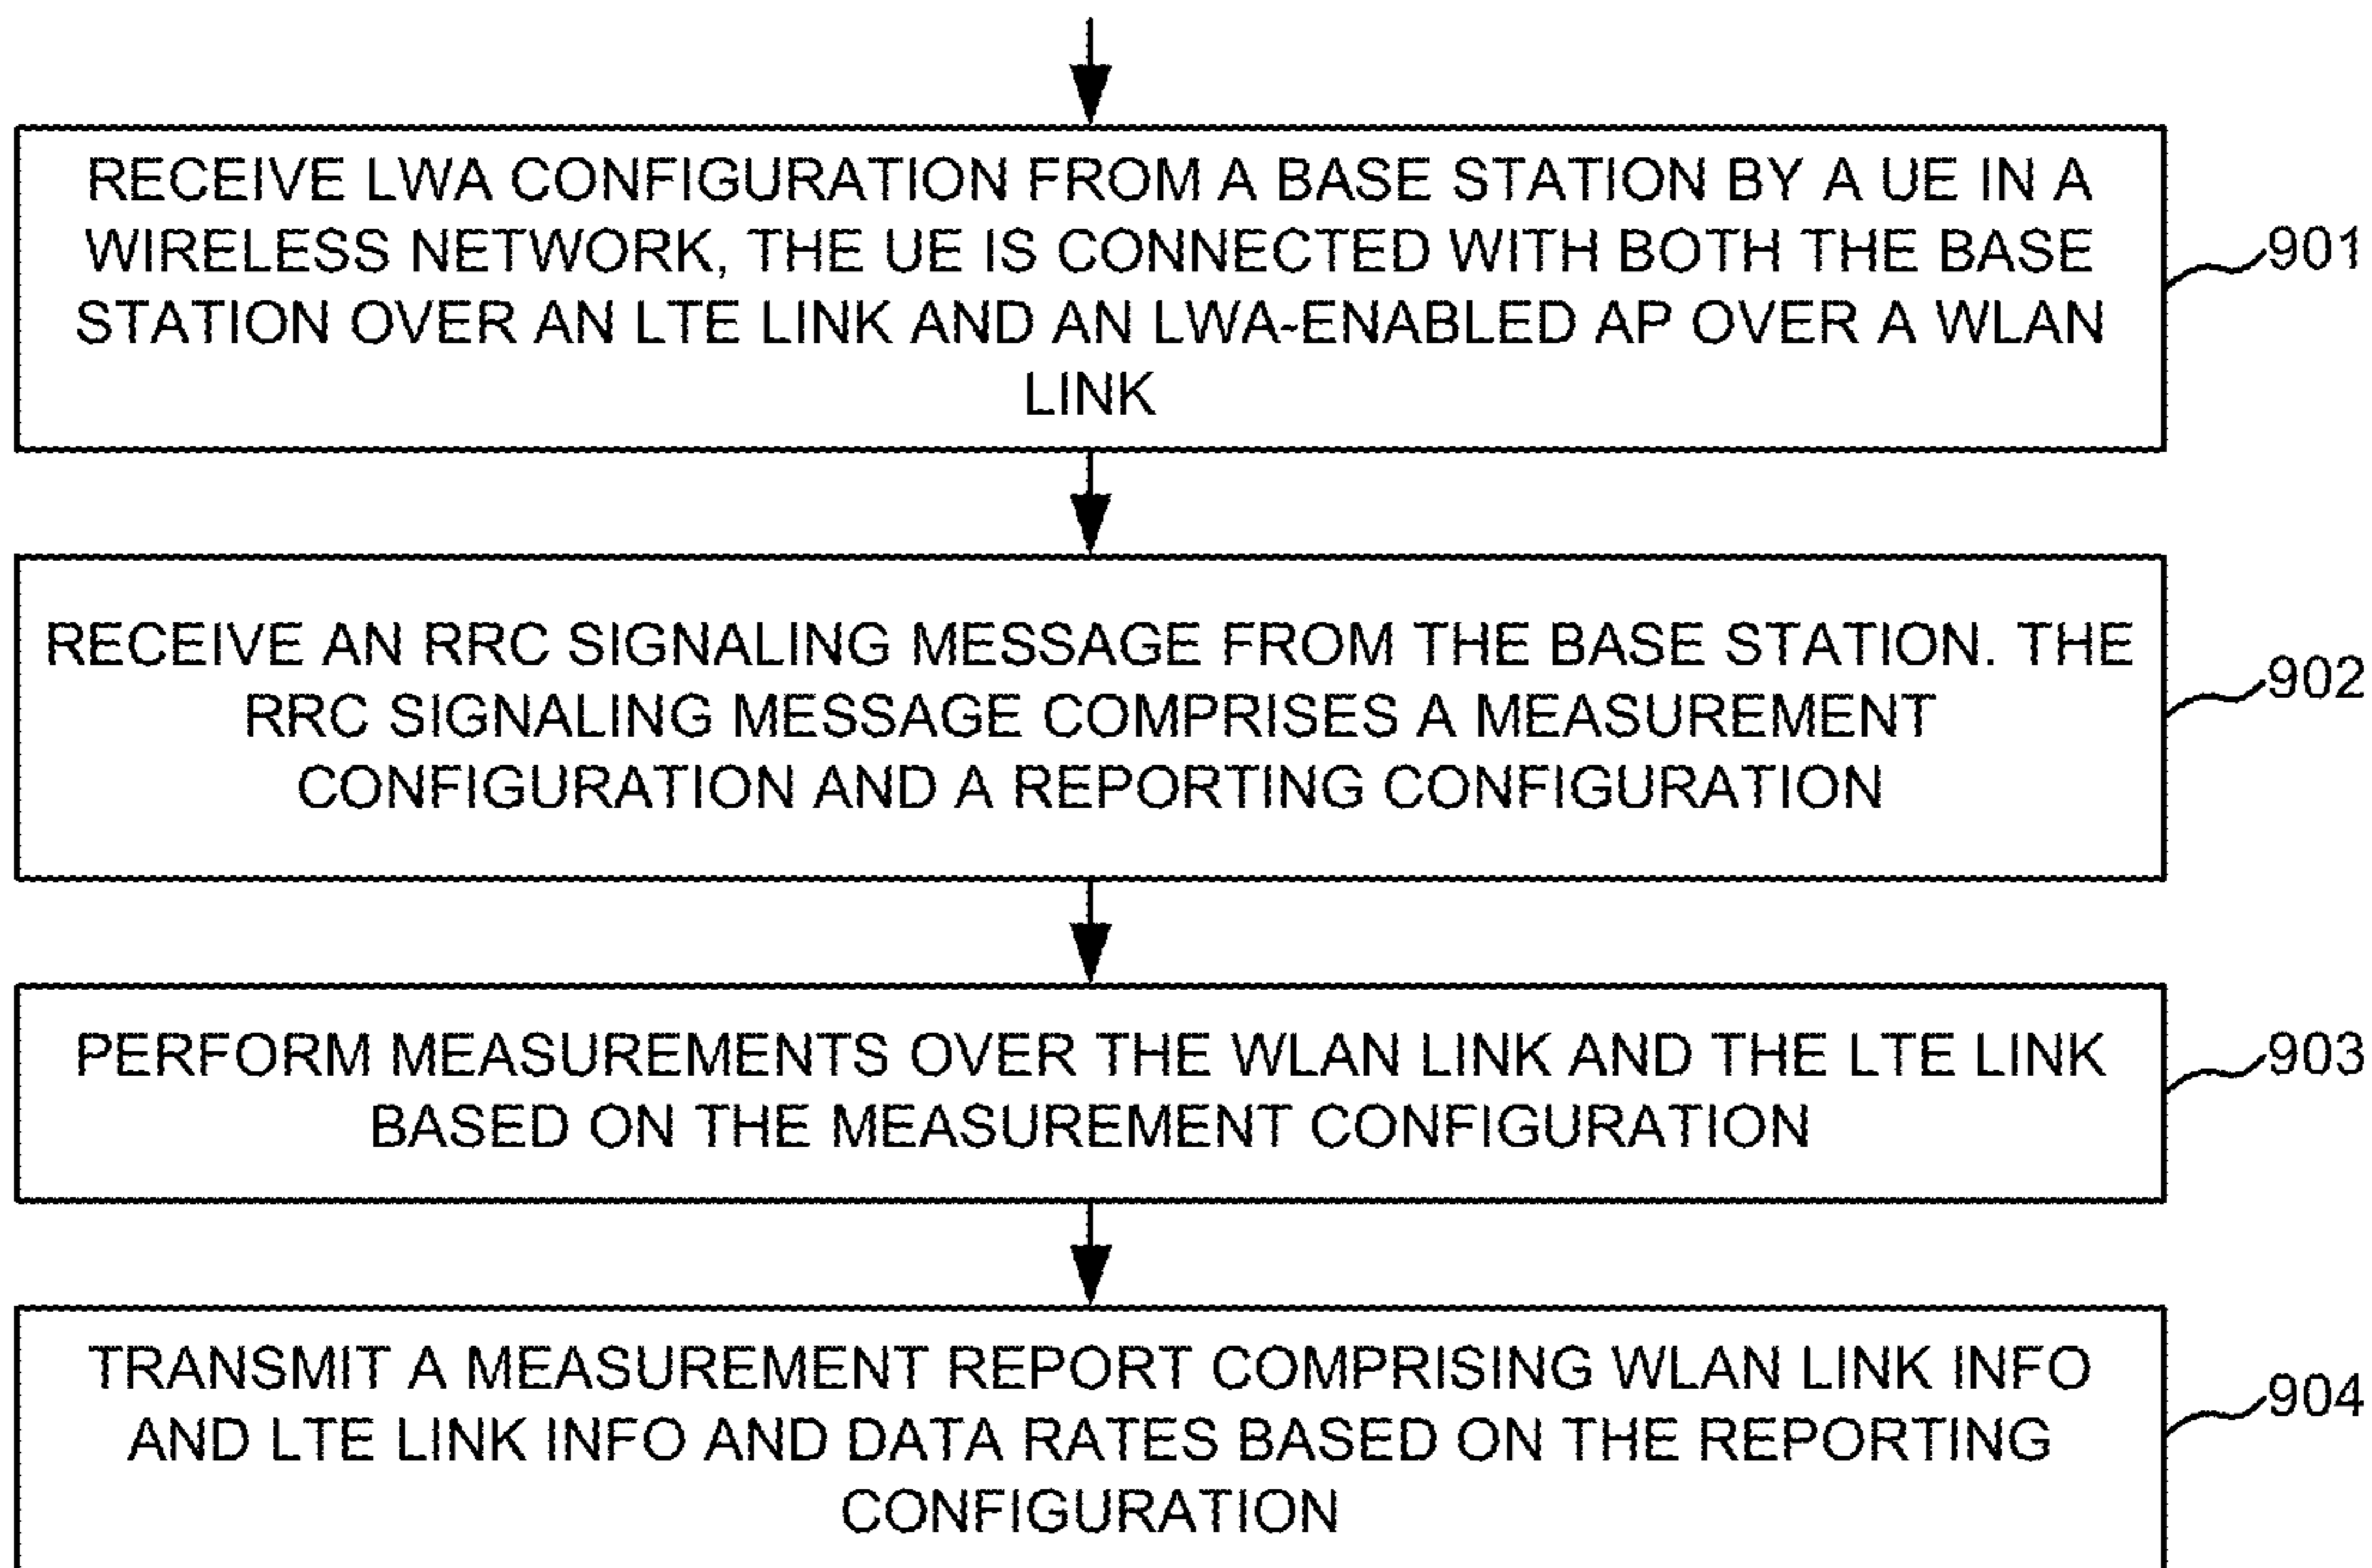 RECEIVE LWA CONFIGURATION FROM A BASE STATION BY A UE IN A
WIRELESS NETWORK, THE UE IS CONNECTED WITH BOTH THE BASE
STATION OVER AN LTE LINK AND AN LWA-ENABLED AP OVER A WLAN
LINK
901
RECEIVE AN RRC SIGNALING MESSAGE FROM THE BASE STATION. THE
RRC SIGNALING MESSAGE COMPRISES A MEASUREMENT
CONFIGURATION AND A REPORTING CONFIGURATION
902
PERFORM MEASUREMENTS OVER THE WLAN LINK AND THE LTE LINK
BASED ON THE MEASUREMENT CONFIGURATION
903
TRANSMIT A MEASUREMENT REPORT COMPRISING WLAN LINK INFO
AND LTE LINK INFO AND DATA RATES BASED ON THE REPORTING
CONFIGURATION
904